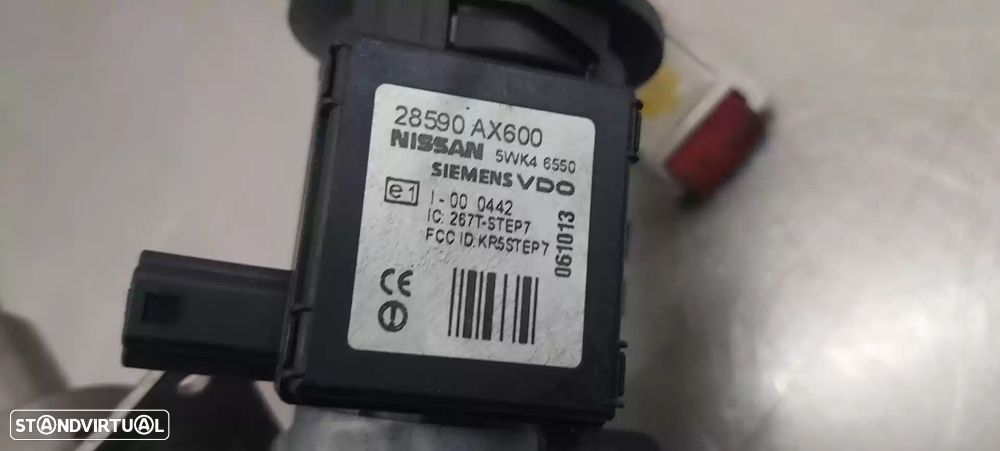 28590 AX600
NISSAN 5WK4 6550
SIEMENS VDO
e1 I-00 0442
IC: 267T-STEP7
FCC ID: KR5STEP7
061013
CE
STANDVIRTUAL